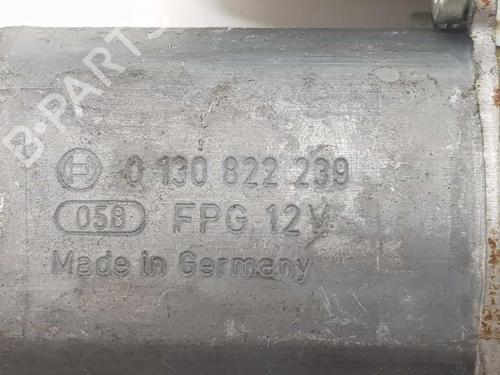 B-PARTS
0 130 822 239
058 FPG 12V
Made in Germany